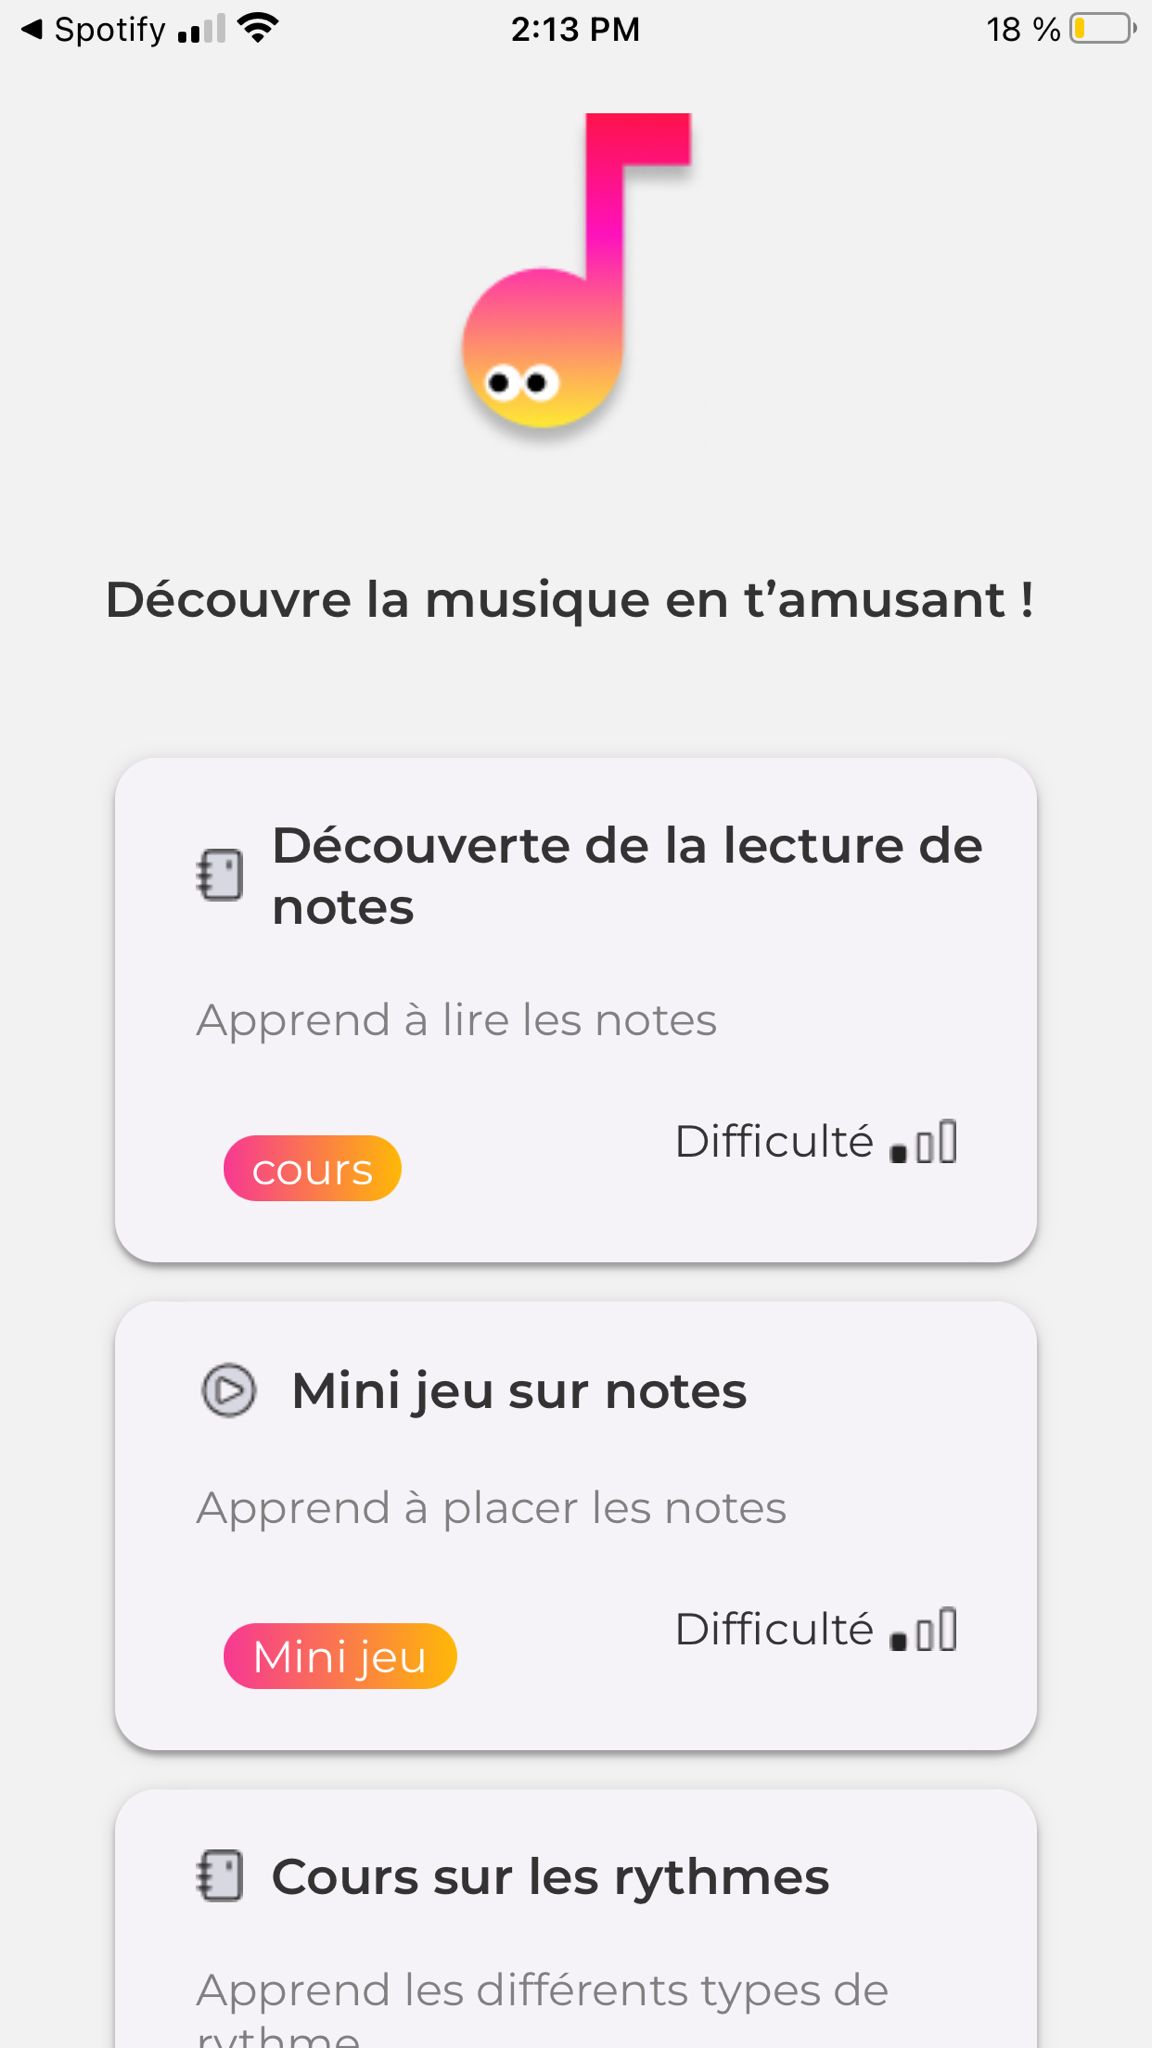 Spotify
2:13 PM
18 %
Découvre la musique en t’amusant !
Découverte de la lecture de
notes
Apprend à lire les notes
cours
Difficulté
Mini jeu sur notes
Apprend à placer les notes
Mini jeu
Difficulté
Cours sur les rythmes
Apprend les différents types de
rythme